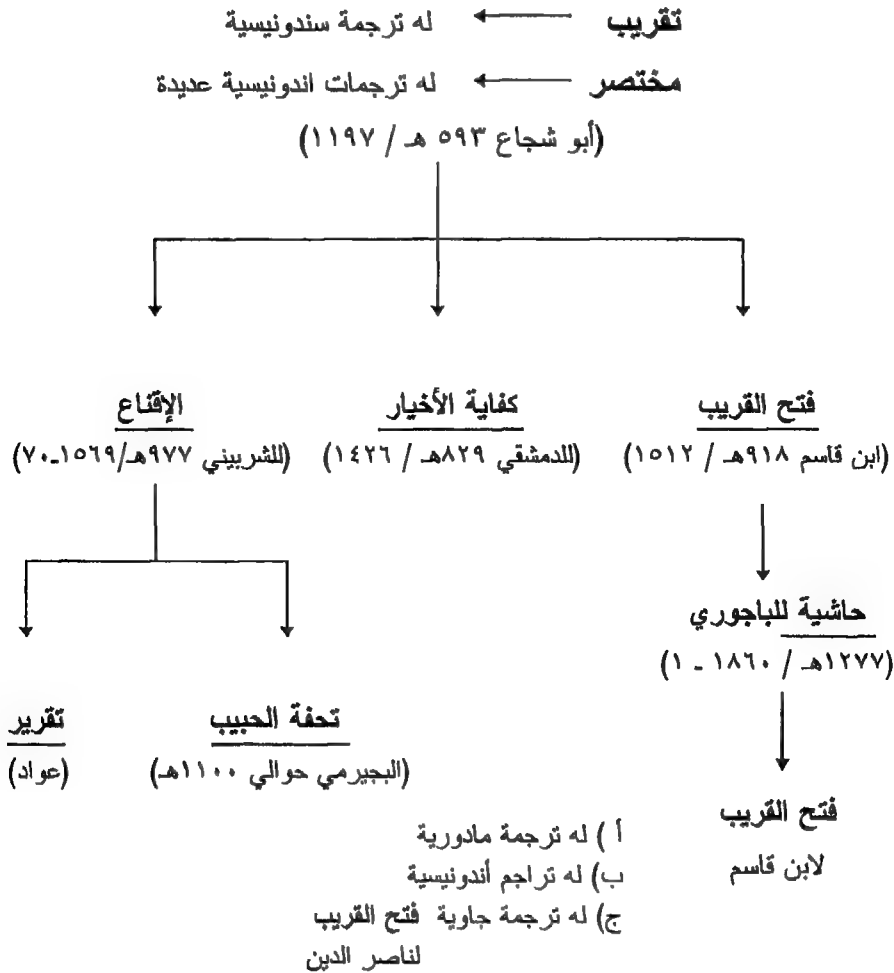 تقريب ← له ترجمة سندونيسية
مختصر ← له ترجمات اندونيسية عديدة
(أبو شجاع ٥٩٣ هـ / ١١٩٧)
فتح القريب
(ابن قاسم ٩١٨هـ / ١٥١٢)
كفاية الأخيار
(للدمشقي ٨٢٩هـ / ١٤٢٦)
الإقناع
(للشربيني ٩٧٧هـ/١٥٦٩ـ٧٠)
حاشية للباجوري
(١٢٧٧هـ / ١٨٦٠ ـ ١)
تحفة الحبيب
(البجيرمي حوالي ١١٠٠هـ)
تقرير
(عواد)
فتح القريب
لابن قاسم
أ ) له ترجمة مادورية
ب) له تراجم أندونيسية
ج) له ترجمة جاوية فتح القريب
لناصر الدين